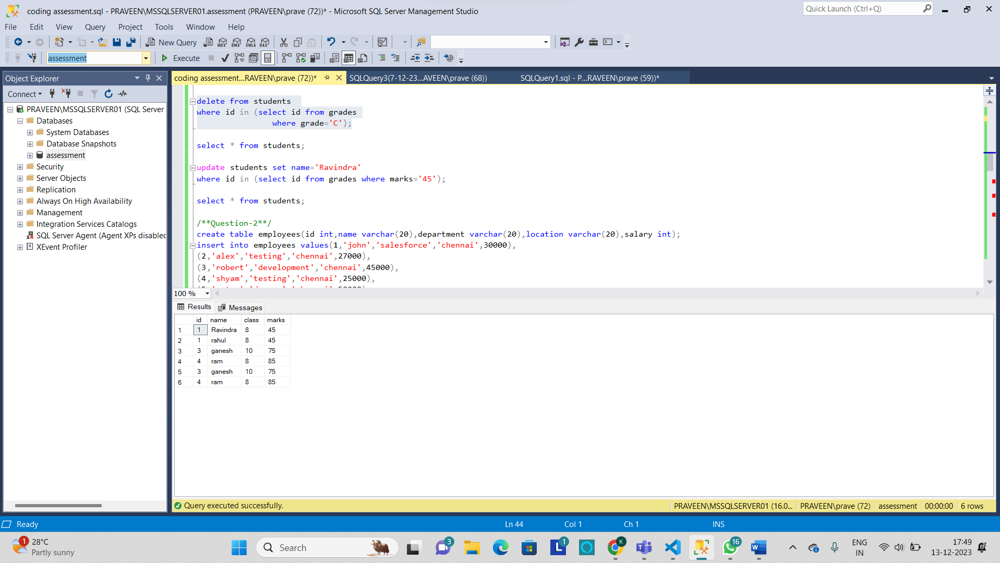 coding assessment.sql - PRAVEEN\MSSQLSERVER01.assessment (PRAVEEN\prave (72))* - Microsoft SQL Server Management Studio
Quick Launch (Ctrl+Q)
File Edit View Query Project Tools Window Help
New Query MDX DMX XMLA DAX
assessment
Execute
Object Explorer
coding assessment...RAVEEN\prave (72))*
SQLQuery3(7-12-23...AVEEN\prave (68))
SQLQuery1.sql - P...RAVEEN\prave (59))*
Connect
PRAVEEN\MSSQLSERVER01 (SQL Server
Databases
System Databases
Database Snapshots
assessment
Security
Server Objects
Replication
Always On High Availability
Management
Integration Services Catalogs
SQL Server Agent (Agent XPs disabled
XEvent Profiler
delete from students
where id in (select id from grades
where grade='C');
select * from students;
update students set name='Ravindra'
where id in (select id from grades where marks='45');
select * from students;
/**Question-2**/
create table employees(id int,name varchar(20),department varchar(20),location varchar(20),salary int);
insert into employees values(1,'john','salesforce','chennai',30000),
(2,'alex','testing','chennai',27000),
(3,'robert','development','chennai',45000),
(4,'shyam','testing','chennai',25000),
100 %
Results Messages
id name class marks
1 1 Ravindra 8 45
2 1 rahul 8 45
3 3 ganesh 10 75
4 4 ram 8 85
5 3 ganesh 10 75
6 4 ram 8 85
Query executed successfully.
PRAVEEN\MSSQLSERVER01 (16.0... PRAVEEN\prave (72) assessment 00:00:00 6 rows
Ready
Ln 44 Col 1 Ch 1 INS
1
28°C
Partly sunny
Search
3
1
K
16
ENG
IN
17:49
13-12-2023